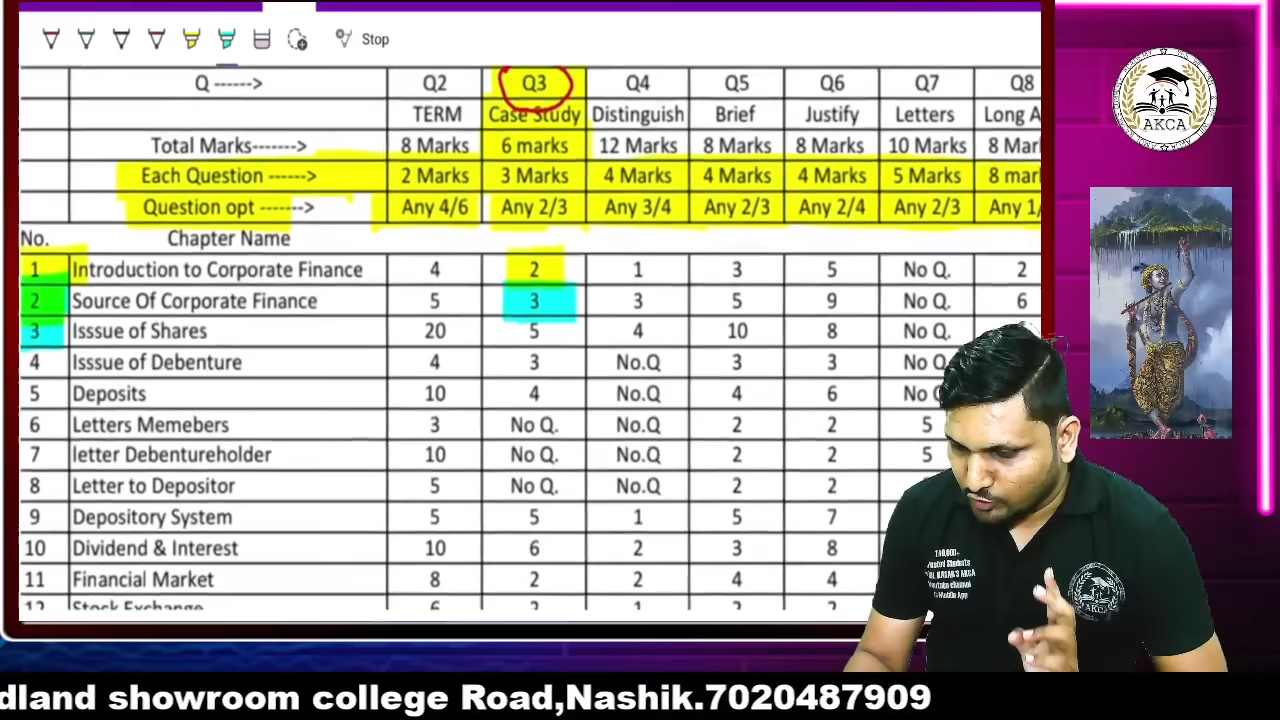 Stop
Q ------> Q2 Q3 Q4 Q5 Q6 Q7 Q8
TERM Case Study Distinguish Brief Justify Letters Long A
Total Marks-------> 8 Marks 6 marks 12 Marks 8 Marks 8 Marks 10 Marks 8 Mar
Each Question ------> 2 Marks 3 Marks 4 Marks 4 Marks 4 Marks 5 Marks 8 mar
Question opt -------> Any 4/6 Any 2/3 Any 3/4 Any 2/3 Any 2/4 Any 2/3 Any 1/
No. Chapter Name
1 Introduction to Corporate Finance 4 2 1 3 5 No Q. 2
2 Source Of Corporate Finance 5 3 3 5 9 No Q. 6
3 Isssue of Shares 20 5 4 10 8 No Q.
4 Isssue of Debenture 4 3 No.Q 3 3 No Q
5 Deposits 10 4 No.Q 4 6 No Q
6 Letters Memebers 3 No Q. No.Q 2 2 5
7 letter Debentureholder 10 No Q. No.Q 2 2 5
8 Letter to Depositor 5 No Q. No.Q 2 2
9 Depository System 5 5 1 5 7
10 Dividend & Interest 10 6 2 3 8
11 Financial Market 8 2 2 4 4
12 Stock Exchange 6
AKCA
dland showroom college Road,Nashik.7020487909